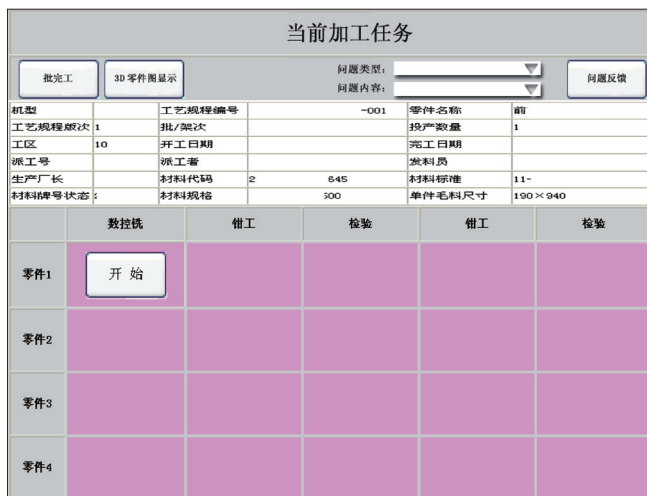 当前加工任务
批完工 3D零件图显示 问题类型： 问题反馈
问题内容：
机型 工艺规程编号 -001 零件名称 前
工艺规程版次 1 批/架次 投产数量 1
工区 10 开工日期 完工日期
派工号 派工者 发料员
生产厂长 材料代码 2 645 材料标准 11-
材料牌号状态 材料规格 500 单件毛料尺寸 190×940
数控铣 钳工 检验 钳工 检验
零件1 开 始
零件2
零件3
零件4